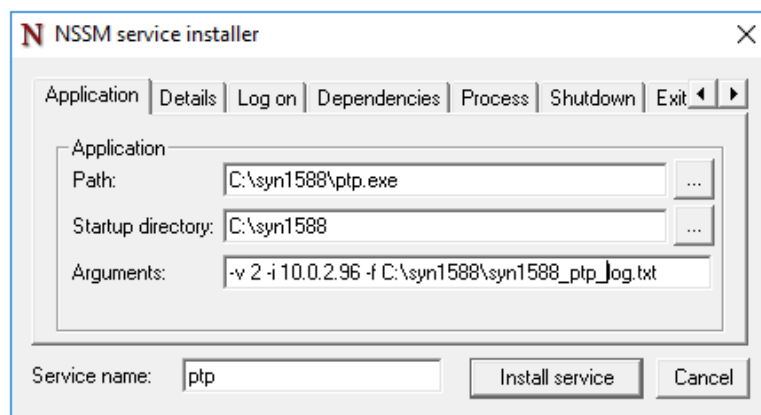 N NSSM service installer
Application Details Log on Dependencies Process Shutdown Exit
Application
Path: C:\syn1588\ptp.exe ...
Startup directory: C:\syn1588 ...
Arguments: -v 2 -i 10.0.2.96 -f C:\syn1588\syn1588_ptp_log.txt
Service name: ptp Install service Cancel